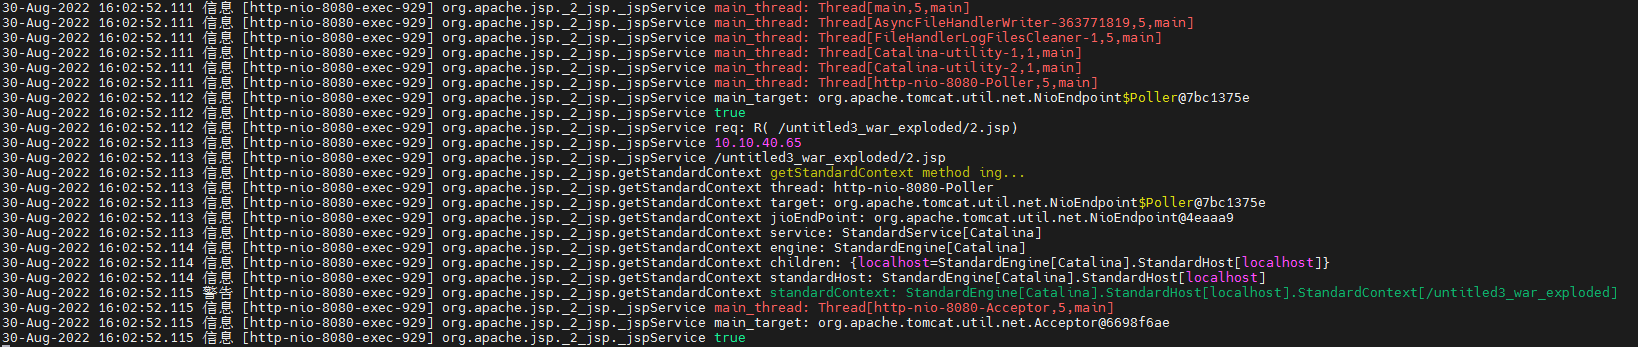 30-Aug-2022 16:02:52.111 信息 [http-nio-8080-exec-929] org.apache.jsp._2_jsp._jspService main_thread: Thread[main,5,main]
30-Aug-2022 16:02:52.111 信息 [http-nio-8080-exec-929] org.apache.jsp._2_jsp._jspService main_thread: Thread[AsyncFileHandlerWriter-363771819,5,main]
30-Aug-2022 16:02:52.111 信息 [http-nio-8080-exec-929] org.apache.jsp._2_jsp._jspService main_thread: Thread[FileHandlerLogFilesCleaner-1,5,main]
30-Aug-2022 16:02:52.111 信息 [http-nio-8080-exec-929] org.apache.jsp._2_jsp._jspService main_thread: Thread[Catalina-utility-1,1,main]
30-Aug-2022 16:02:52.111 信息 [http-nio-8080-exec-929] org.apache.jsp._2_jsp._jspService main_thread: Thread[Catalina-utility-2,1,main]
30-Aug-2022 16:02:52.111 信息 [http-nio-8080-exec-929] org.apache.jsp._2_jsp._jspService main_thread: Thread[http-nio-8080-Poller,5,main]
30-Aug-2022 16:02:52.112 信息 [http-nio-8080-exec-929] org.apache.jsp._2_jsp._jspService main_target: org.apache.tomcat.util.net.NioEndpoint$Poller@7bc1375e
30-Aug-2022 16:02:52.112 信息 [http-nio-8080-exec-929] org.apache.jsp._2_jsp._jspService true
30-Aug-2022 16:02:52.112 信息 [http-nio-8080-exec-929] org.apache.jsp._2_jsp._jspService req: R( /untitled3_war_exploded/2.jsp)
30-Aug-2022 16:02:52.113 信息 [http-nio-8080-exec-929] org.apache.jsp._2_jsp._jspService 10.10.40.65
30-Aug-2022 16:02:52.113 信息 [http-nio-8080-exec-929] org.apache.jsp._2_jsp._jspService /untitled3_war_exploded/2.jsp
30-Aug-2022 16:02:52.113 信息 [http-nio-8080-exec-929] org.apache.jsp._2_jsp.getStandardContext getStandardContext method ing...
30-Aug-2022 16:02:52.113 信息 [http-nio-8080-exec-929] org.apache.jsp._2_jsp.getStandardContext thread: http-nio-8080-Poller
30-Aug-2022 16:02:52.113 信息 [http-nio-8080-exec-929] org.apache.jsp._2_jsp.getStandardContext target: org.apache.tomcat.util.net.NioEndpoint$Poller@7bc1375e
30-Aug-2022 16:02:52.113 信息 [http-nio-8080-exec-929] org.apache.jsp._2_jsp.getStandardContext jioEndPoint: org.apache.tomcat.util.net.NioEndpoint@4eaaa9
30-Aug-2022 16:02:52.113 信息 [http-nio-8080-exec-929] org.apache.jsp._2_jsp.getStandardContext service: StandardService[Catalina]
30-Aug-2022 16:02:52.114 信息 [http-nio-8080-exec-929] org.apache.jsp._2_jsp.getStandardContext engine: StandardEngine[Catalina]
30-Aug-2022 16:02:52.114 信息 [http-nio-8080-exec-929] org.apache.jsp._2_jsp.getStandardContext children: {localhost=StandardEngine[Catalina].StandardHost[localhost]}
30-Aug-2022 16:02:52.114 信息 [http-nio-8080-exec-929] org.apache.jsp._2_jsp.getStandardContext standardHost: StandardEngine[Catalina].StandardHost[localhost]
30-Aug-2022 16:02:52.115 警告 [http-nio-8080-exec-929] org.apache.jsp._2_jsp.getStandardContext standardContext: StandardEngine[Catalina].StandardHost[localhost].StandardContext[/untitled3_war_exploded]
30-Aug-2022 16:02:52.115 信息 [http-nio-8080-exec-929] org.apache.jsp._2_jsp._jspService main_thread: Thread[http-nio-8080-Acceptor,5,main]
30-Aug-2022 16:02:52.115 信息 [http-nio-8080-exec-929] org.apache.jsp._2_jsp._jspService main_target: org.apache.tomcat.util.net.Acceptor@6698f6ae
30-Aug-2022 16:02:52.115 信息 [http-nio-8080-exec-929] org.apache.jsp._2_jsp._jspService true